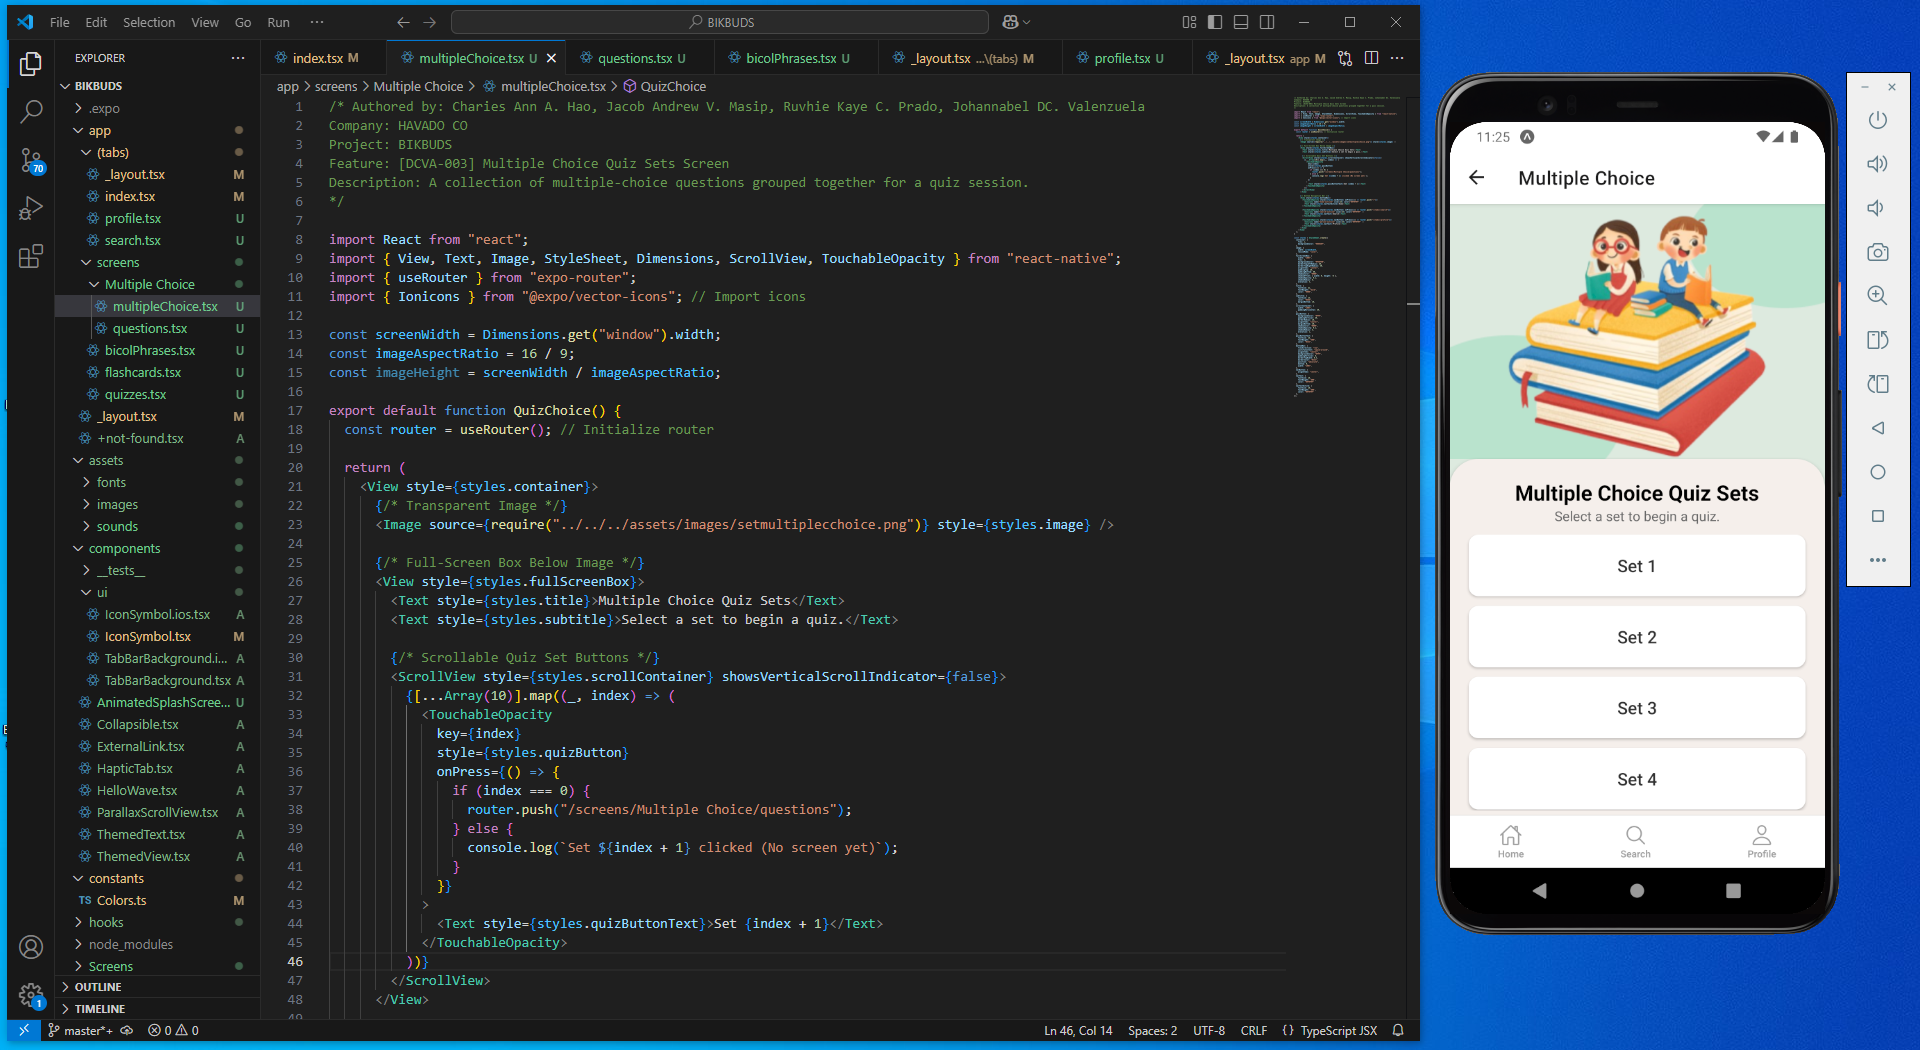 File Edit Selection View Go Run ··· BIKBUDS
EXPLORER ···
BIKBUDS
.expo
app
(tabs)
_layout.tsx M
index.tsx M
profile.tsx U
search.tsx U
screens
Multiple Choice
multipleChoice.tsx U
questions.tsx U
bicolPhrases.tsx U
flashcards.tsx U
quizzes.tsx U
_layout.tsx M
+not-found.tsx A
assets
fonts
images
sounds
components
__tests__
ui
IconSymbol.ios.tsx A
IconSymbol.tsx M
TabBarBackground.i... A
TabBarBackground.tsx A
AnimatedSplashScree... U
Collapsible.tsx A
ExternalLink.tsx A
HapticTab.tsx A
HelloWave.tsx A
ParallaxScrollView.tsx A
ThemedText.tsx A
ThemedView.tsx A
constants
TS Colors.ts M
hooks
node_modules
Screens
OUTLINE
TIMELINE
70
1
index.tsx M multipleChoice.tsx U questions.tsx U bicolPhrases.tsx U _layout.tsx ...\(tabs) M profile.tsx U _layout.tsx app M
app > screens > Multiple Choice > multipleChoice.tsx > QuizChoice
1 /* Authored by: Charies Ann A. Hao, Jacob Andrew V. Masip, Ruvhie Kaye C. Prado, Johannabel DC. Valenzuela
2 Company: HAVADO CO
3 Project: BIKBUDS
4 Feature: [DCVA-003] Multiple Choice Quiz Sets Screen
5 Description: A collection of multiple-choice questions grouped together for a quiz session.
6 */
7
8 import React from "react";
9 import { View, Text, Image, StyleSheet, Dimensions, ScrollView, TouchableOpacity } from "react-native";
10 import { useRouter } from "expo-router";
11 import { Ionicons } from "@expo/vector-icons"; // Import icons
12
13 const screenWidth = Dimensions.get("window").width;
14 const imageAspectRatio = 16 / 9;
15 const imageHeight = screenWidth / imageAspectRatio;
16
17 export default function QuizChoice() {
18 const router = useRouter(); // Initialize router
19
20 return (
21 <View style={styles.container}>
22 {/* Transparent Image */}
23 <Image source={require("../../../assets/images/setmultiplecchoice.png")} style={styles.image} />
24
25 {/* Full-Screen Box Below Image */}
26 <View style={styles.fullScreenBox}>
27 <Text style={styles.title}>Multiple Choice Quiz Sets</Text>
28 <Text style={styles.subtitle}>Select a set to begin a quiz.</Text>
29
30 {/* Scrollable Quiz Set Buttons */}
31 <ScrollView style={styles.scrollContainer} showsVerticalScrollIndicator={false}>
32 {[...Array(10)].map((_, index) => (
33 <TouchableOpacity
34 key={index}
35 style={styles.quizButton}
36 onPress={() => {
37 if (index === 0) {
38 router.push("/screens/Multiple Choice/questions");
39 } else {
40 console.log(`Set ${index + 1} clicked (No screen yet)`);
41 }
42 }}
43 >
44 <Text style={styles.quizButtonText}>Set {index + 1}</Text>
45 </TouchableOpacity>
46 ))}
47 </ScrollView>
48 </View>
49
master*+ 0 0 Ln 46, Col 14 Spaces: 2 UTF-8 CRLF {} TypeScript JSX
11:25
Multiple Choice
Multiple Choice Quiz Sets
Select a set to begin a quiz.
Set 1
Set 2
Set 3
Set 4
Home Search Profile